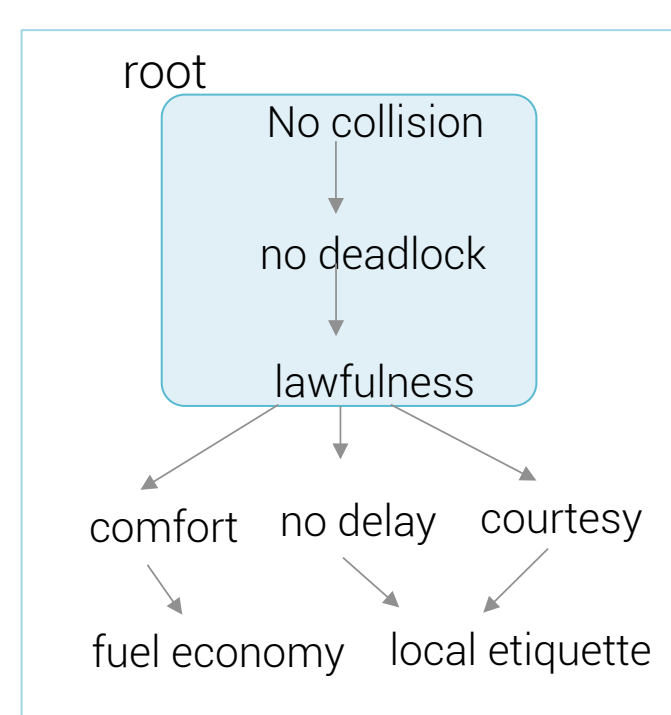 root
No collision
no deadlock
lawfulness
comfort no delay courtesy
fuel economy local etiquette